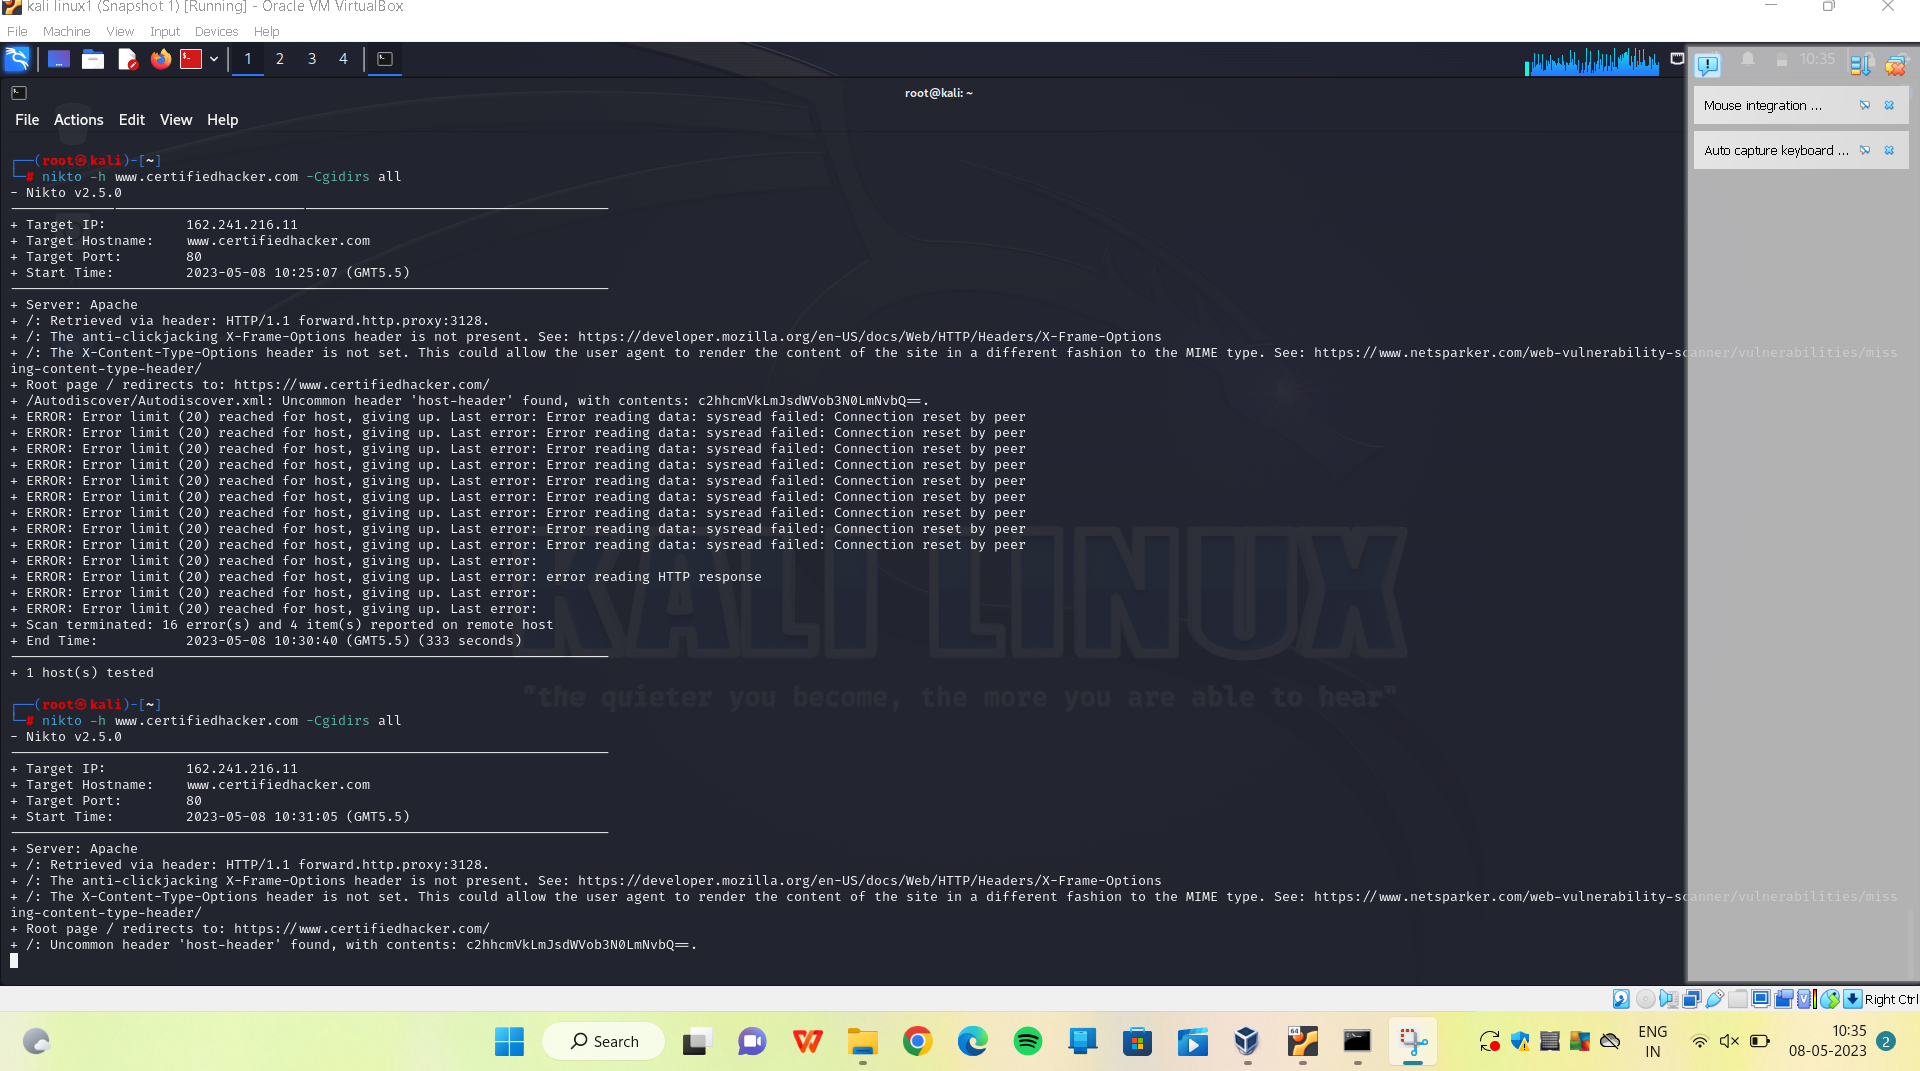 kali linux1 (Snapshot 1) [Running] - Oracle VM VirtualBox
File Machine View Input Devices Help
1 2 3 4
10:35
root@kali: ~
Mouse integration ...
File Actions Edit View Help
Auto capture keyboard ...
┌──(root㉿kali)-[~]
└─# nikto -h www.certifiedhacker.com -Cgidirs all
- Nikto v2.5.0
+ Target IP: 162.241.216.11
+ Target Hostname: www.certifiedhacker.com
+ Target Port: 80
+ Start Time: 2023-05-08 10:25:07 (GMT5.5)
+ Server: Apache
+ /: Retrieved via header: HTTP/1.1 forward.http.proxy:3128.
+ /: The anti-clickjacking X-Frame-Options header is not present. See: https://developer.mozilla.org/en-US/docs/Web/HTTP/Headers/X-Frame-Options
+ /: The X-Content-Type-Options header is not set. This could allow the user agent to render the content of the site in a different fashion to the MIME type. See: https://www.netsparker.com/web-vulnerability-scanner/vulnerabilities/miss
ing-content-type-header/
+ Root page / redirects to: https://www.certifiedhacker.com/
+ /Autodiscover/Autodiscover.xml: Uncommon header 'host-header' found, with contents: c2hhcmVkLmJsdWVob3N0LmNvbQ==.
+ ERROR: Error limit (20) reached for host, giving up. Last error: Error reading data: sysread failed: Connection reset by peer
+ ERROR: Error limit (20) reached for host, giving up. Last error: Error reading data: sysread failed: Connection reset by peer
+ ERROR: Error limit (20) reached for host, giving up. Last error: Error reading data: sysread failed: Connection reset by peer
+ ERROR: Error limit (20) reached for host, giving up. Last error: Error reading data: sysread failed: Connection reset by peer
+ ERROR: Error limit (20) reached for host, giving up. Last error: Error reading data: sysread failed: Connection reset by peer
+ ERROR: Error limit (20) reached for host, giving up. Last error: Error reading data: sysread failed: Connection reset by peer
+ ERROR: Error limit (20) reached for host, giving up. Last error: Error reading data: sysread failed: Connection reset by peer
+ ERROR: Error limit (20) reached for host, giving up. Last error: Error reading data: sysread failed: Connection reset by peer
+ ERROR: Error limit (20) reached for host, giving up. Last error: Error reading data: sysread failed: Connection reset by peer
+ ERROR: Error limit (20) reached for host, giving up. Last error:
+ ERROR: Error limit (20) reached for host, giving up. Last error: error reading HTTP response
+ ERROR: Error limit (20) reached for host, giving up. Last error:
+ ERROR: Error limit (20) reached for host, giving up. Last error:
+ Scan terminated: 16 error(s) and 4 item(s) reported on remote host
+ End Time: 2023-05-08 10:30:40 (GMT5.5) (333 seconds)
+ 1 host(s) tested
KALI LINUX
"the quieter you become, the more you are able to hear"
┌──(root㉿kali)-[~]
└─# nikto -h www.certifiedhacker.com -Cgidirs all
- Nikto v2.5.0
+ Target IP: 162.241.216.11
+ Target Hostname: www.certifiedhacker.com
+ Target Port: 80
+ Start Time: 2023-05-08 10:31:05 (GMT5.5)
+ Server: Apache
+ /: Retrieved via header: HTTP/1.1 forward.http.proxy:3128.
+ /: The anti-clickjacking X-Frame-Options header is not present. See: https://developer.mozilla.org/en-US/docs/Web/HTTP/Headers/X-Frame-Options
+ /: The X-Content-Type-Options header is not set. This could allow the user agent to render the content of the site in a different fashion to the MIME type. See: https://www.netsparker.com/web-vulnerability-scanner/vulnerabilities/miss
ing-content-type-header/
+ Root page / redirects to: https://www.certifiedhacker.com/
+ /: Uncommon header 'host-header' found, with contents: c2hhcmVkLmJsdWVob3N0LmNvbQ==.
Right Ctrl
Search
64
ENG
IN
10:35
08-05-2023
2